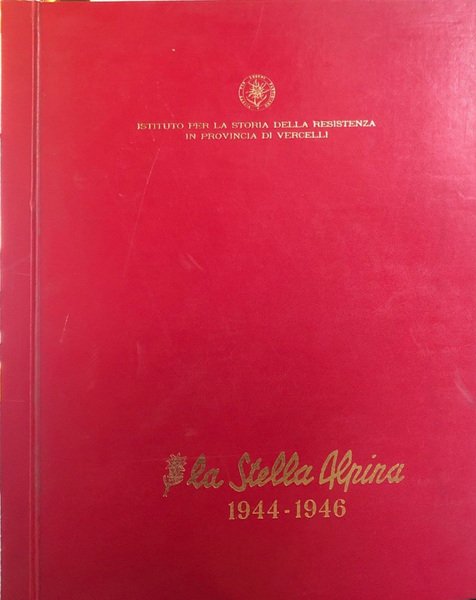 ISTITUTO PER LA STORIA DELLA RESISTENZA
IN PROVINCIA DI VERCELLI
la Stella Alpina
1944-1946